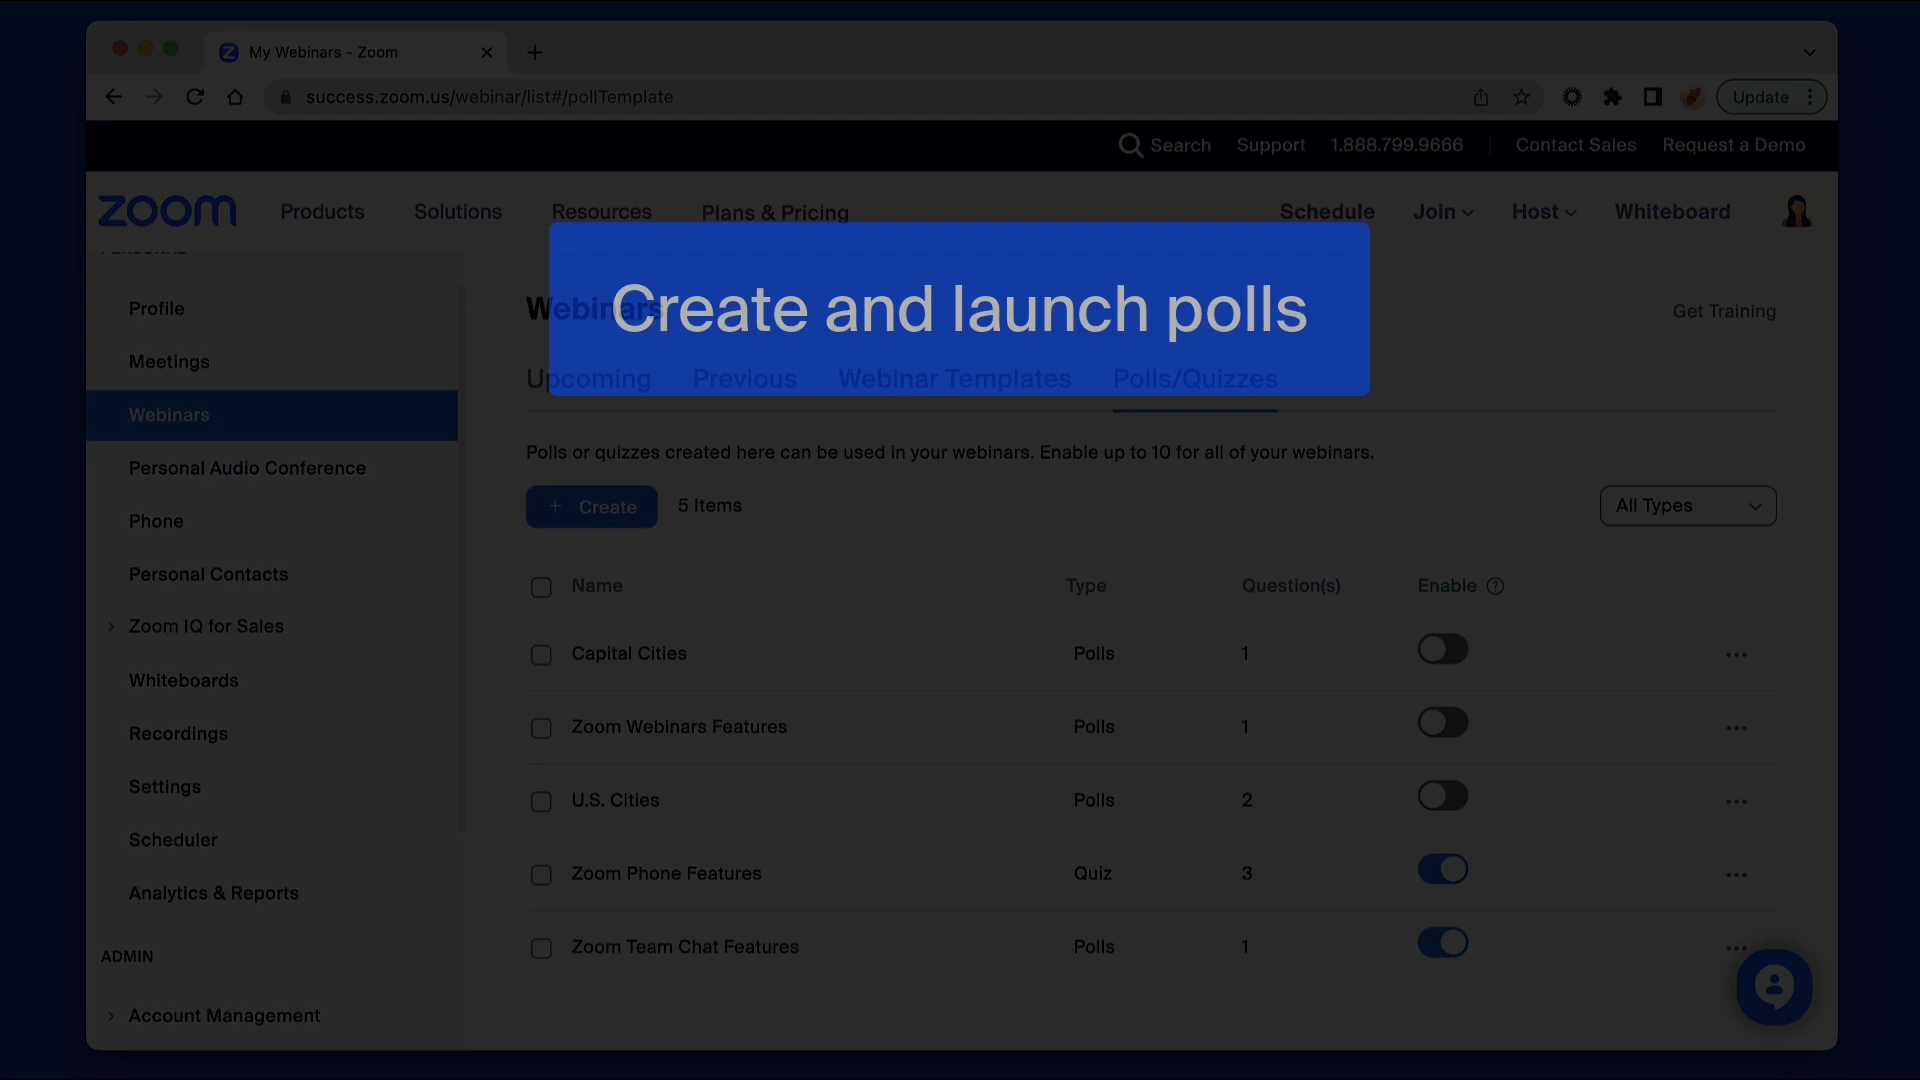 My Webinars - Zoom
success.zoom.us/webinar/list#/pollTemplate
Update
Search Support 1.888.799.9666 Contact Sales Request a Demo
zoom Products Solutions Resources Plans & Pricing Schedule Join Host Whiteboard
Profile
Meetings
Webinars
Personal Audio Conference
Phone
Personal Contacts
Zoom IQ for Sales
Whiteboards
Recordings
Settings
Scheduler
Analytics & Reports
ADMIN
Account Management
Create and launch polls
Webinars
Get Training
Upcoming Previous Webinar Templates Polls/Quizzes
Polls or quizzes created here can be used in your webinars. Enable up to 10 for all of your webinars.
+ Create 5 Items All Types
Name Type Question(s) Enable ?
Capital Cities Polls 1
Zoom Webinars Features Polls 1
U.S. Cities Polls 2
Zoom Phone Features Quiz 3
Zoom Team Chat Features Polls 1